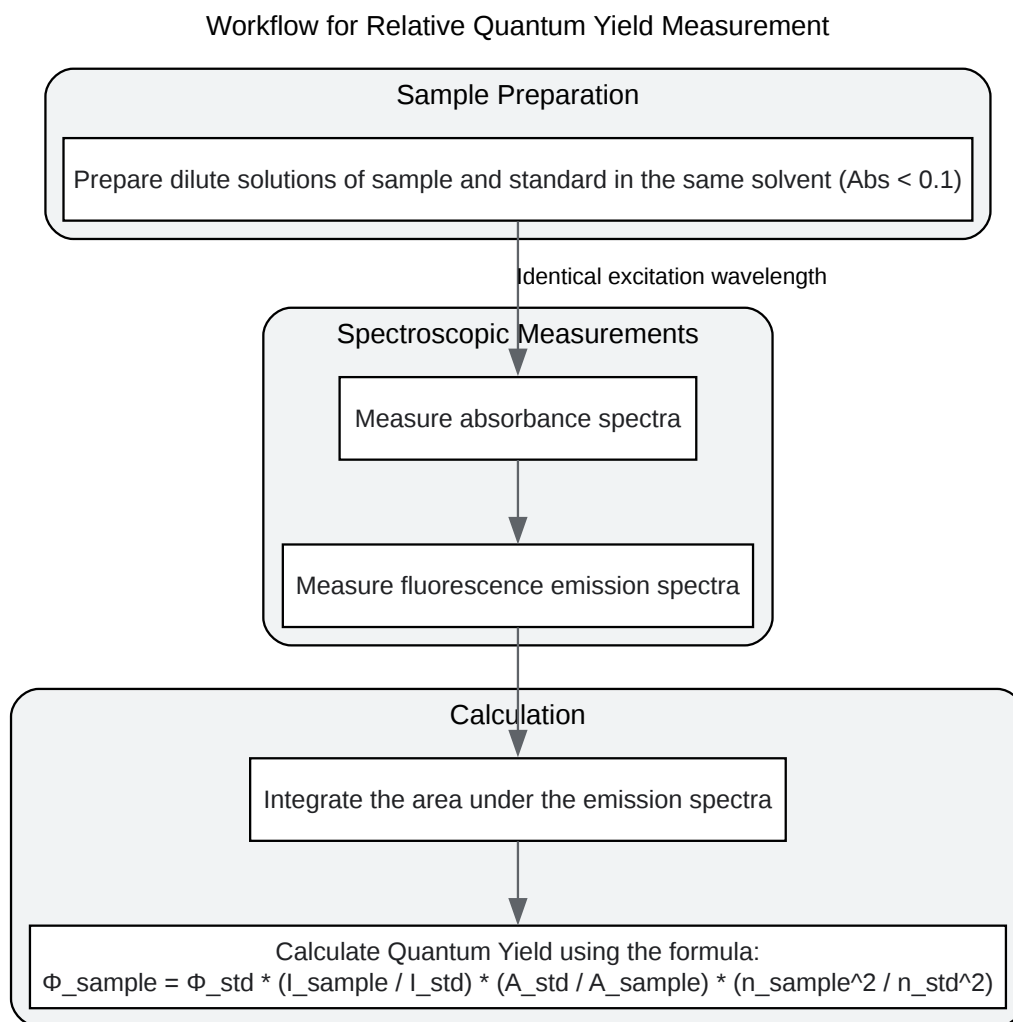 Workflow for Relative Quantum Yield Measurement
Sample Preparation
Prepare dilute solutions of sample and standard in the same solvent (Abs < 0.1)
Identical excitation wavelength
Spectroscopic Measurements
Measure absorbance spectra
Measure fluorescence emission spectra
Calculation
Integrate the area under the emission spectra
Calculate Quantum Yield using the formula:
Φ_sample = Φ_std * (I_sample / I_std) * (A_std / A_sample) * (n_sample^2 / n_std^2)